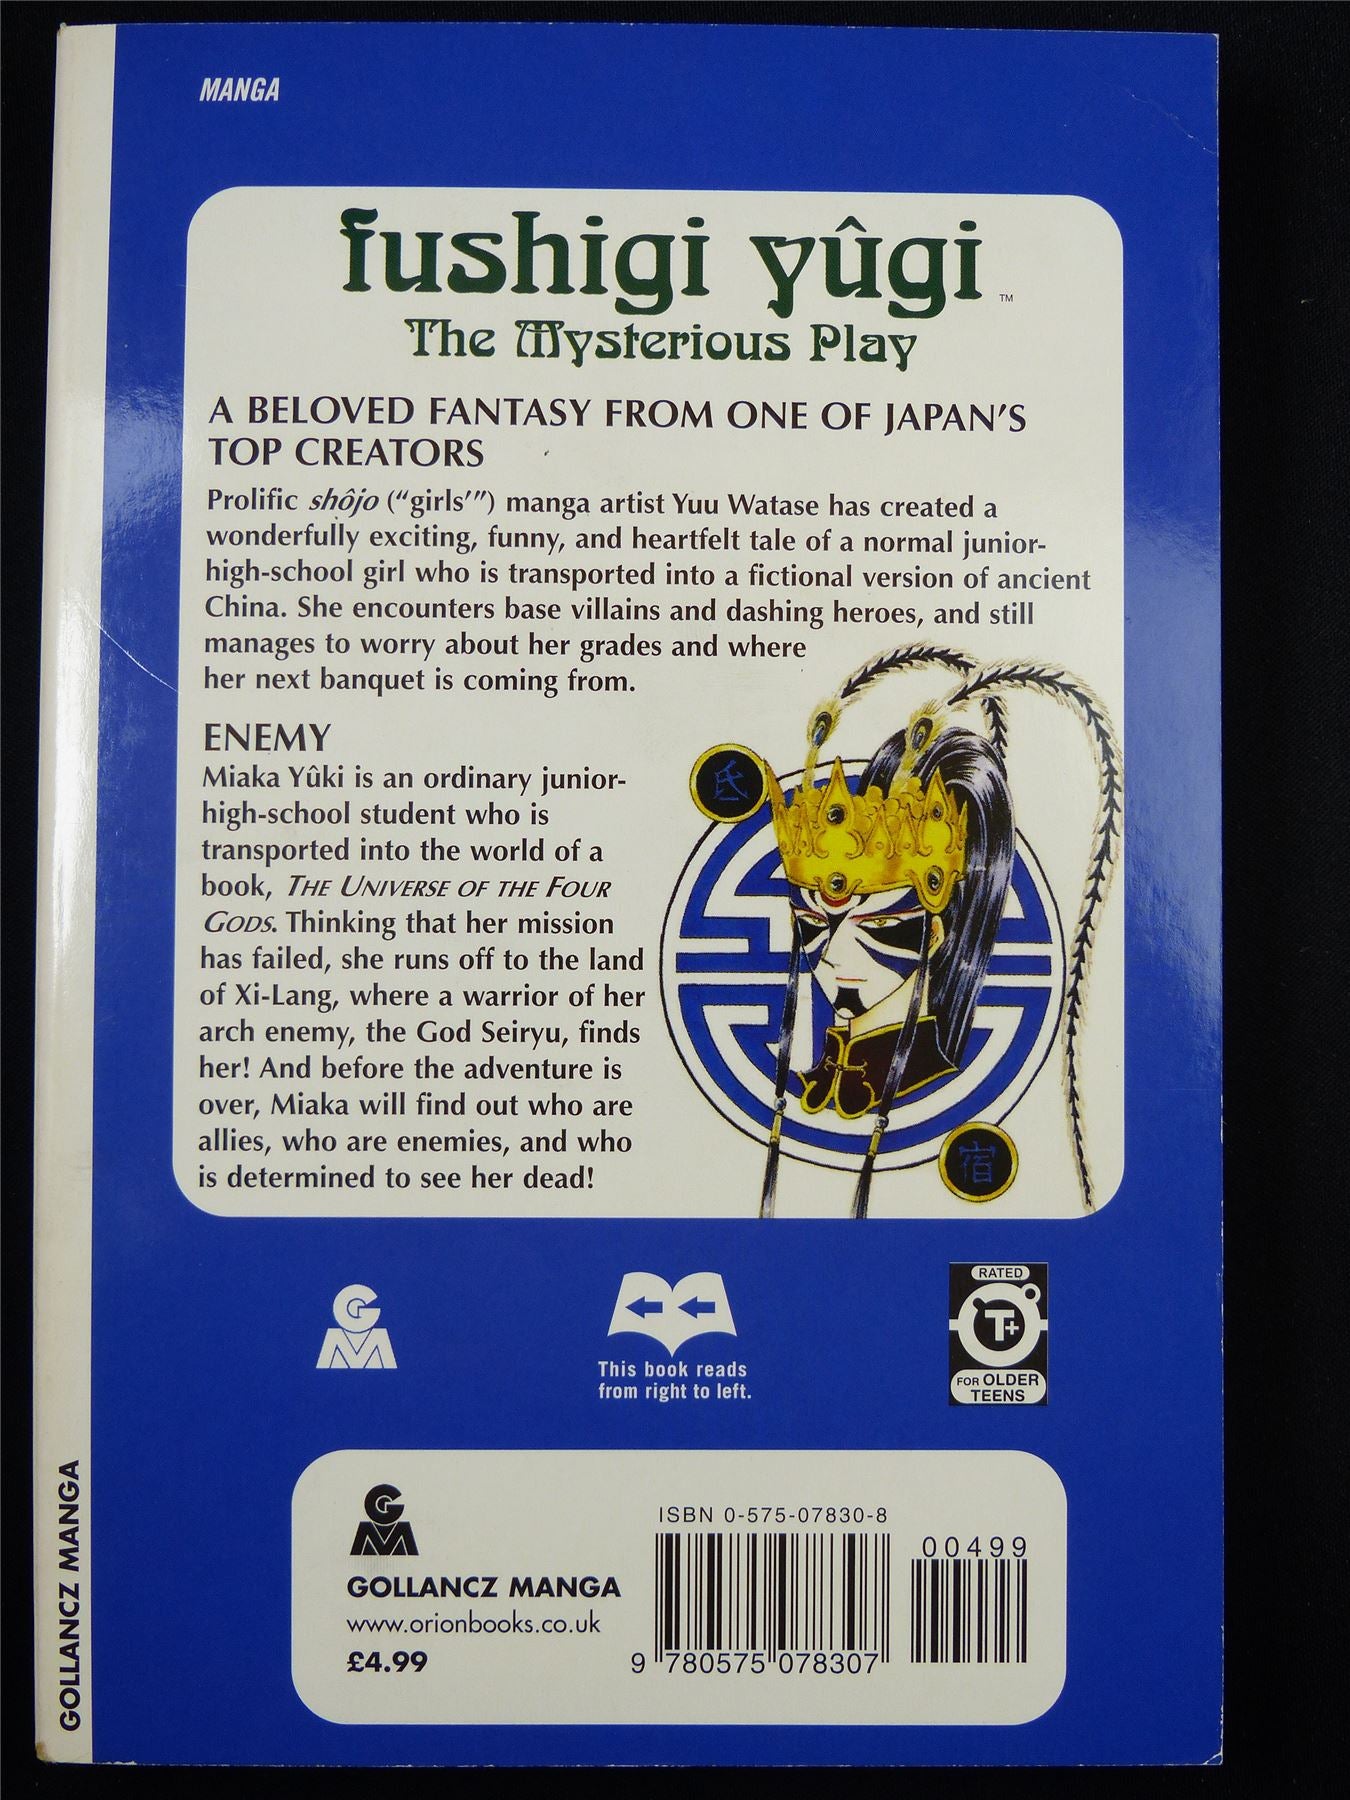 MANGA
fushigi yûgi
TM
The Mysterious Play
A BELOVED FANTASY FROM ONE OF JAPAN'S
TOP CREATORS
Prolific shôjo (“girls’”) manga artist Yuu Watase has created a
wonderfully exciting, funny, and heartfelt tale of a normal junior-
high-school girl who is transported into a fictional version of ancient
China. She encounters base villains and dashing heroes, and still
manages to worry about her grades and where
her next banquet is coming from.
ENEMY
Miaka Yûki is an ordinary junior-
high-school student who is
transported into the world of a
book, THE UNIVERSE OF THE FOUR
GODS. Thinking that her mission
has failed, she runs off to the land
of Xi-Lang, where a warrior of her
arch enemy, the God Seiryu, finds
her! And before the adventure is
over, Miaka will find out who are
allies, who are enemies, and who
is determined to see her dead!
氐
宿
GM
This book reads
from right to left.
RATED
T+
FOR OLDER
TEENS
GM
GOLLANCZ MANGA
www.orionbooks.co.uk
£4.99
ISBN 0-575-07830-8
00499
9 780575 078307
GOLLANCZ MANGA